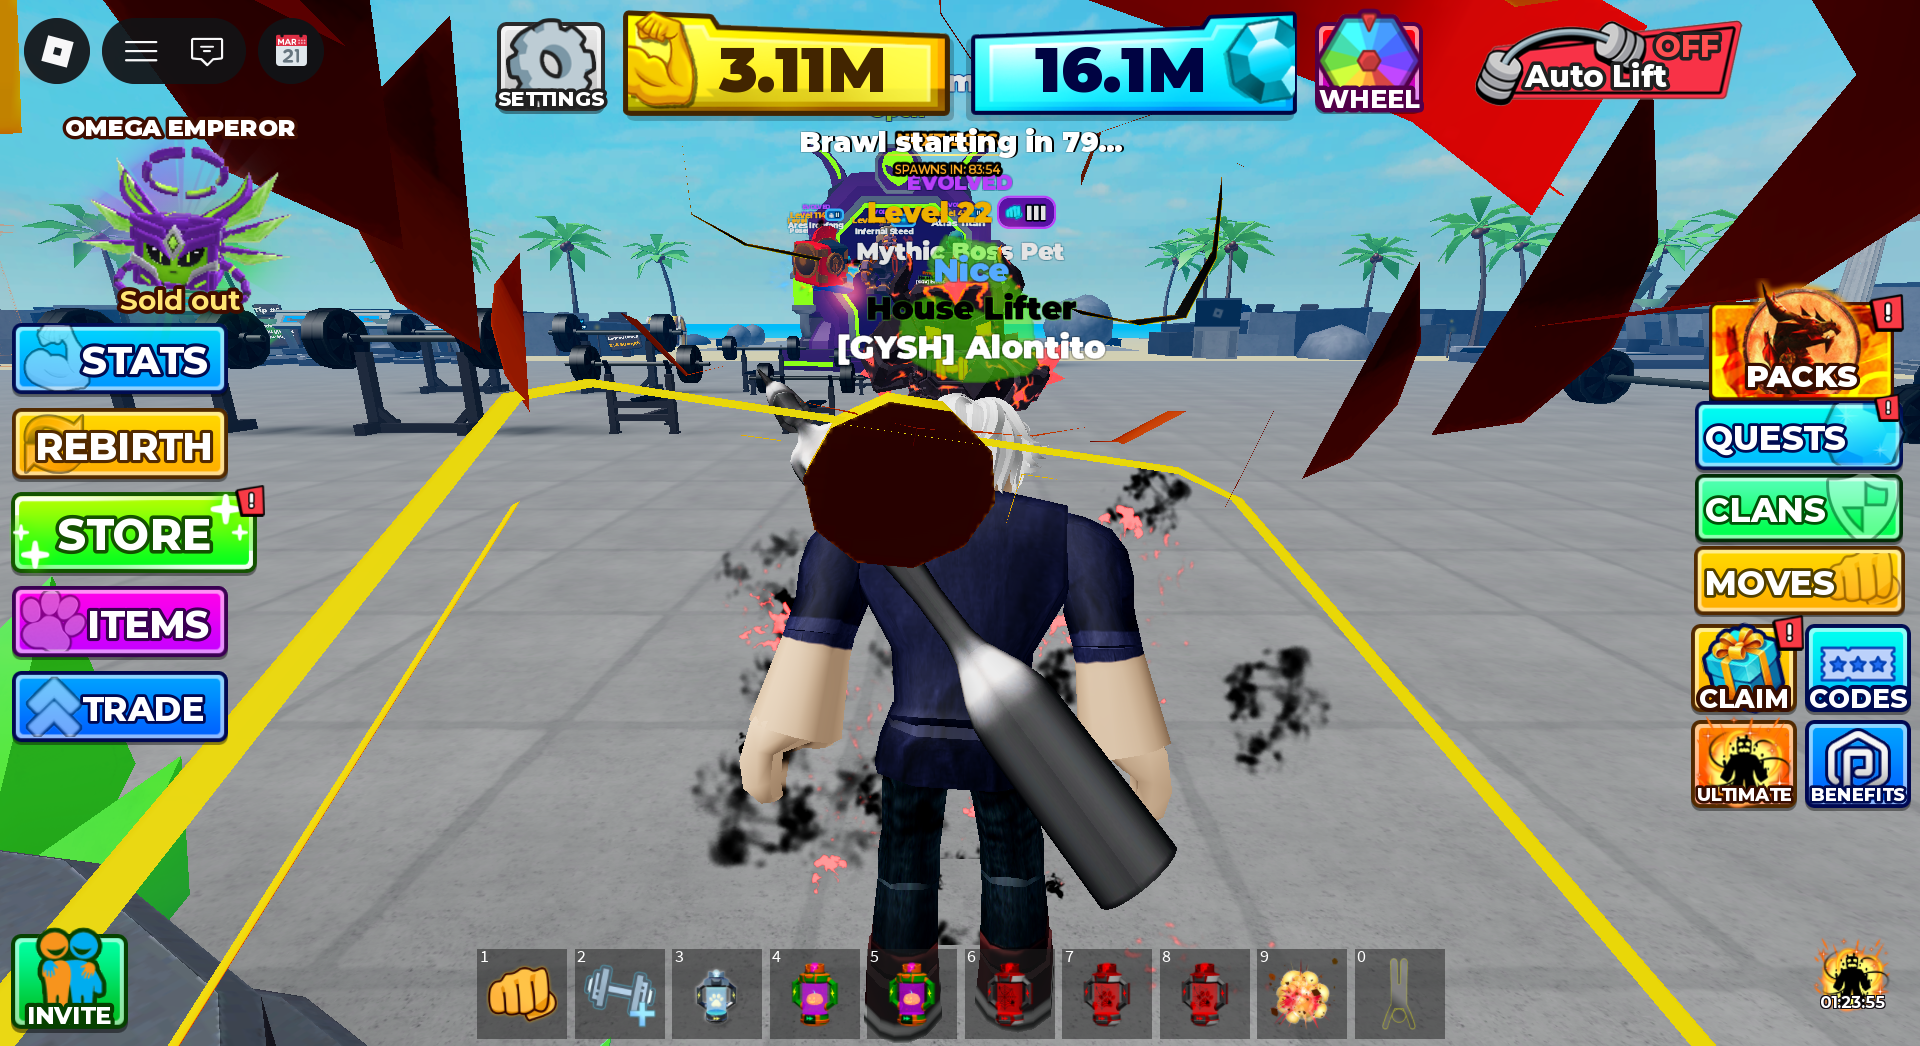 MAR
21
SETTINGS
3.11M
16.1M
WHEEL
OFF
Auto Lift
OMEGA EMPEROR
Sold out
Brawl starting in 79...
SPAWNS IN: 83:54
EVOLVED
Level 22
III
Infernal Steed
Mythic Boss Pet
Nice
House Lifter
[GYSH] Alontito
STATS
REBIRTH
STORE
ITEMS
TRADE
INVITE
PACKS
QUESTS
CLANS
MOVES
CLAIM
CODES
ULTIMATE
BENEFITS
1
2
3
4
5
6
7
8
9
0
01:23:55